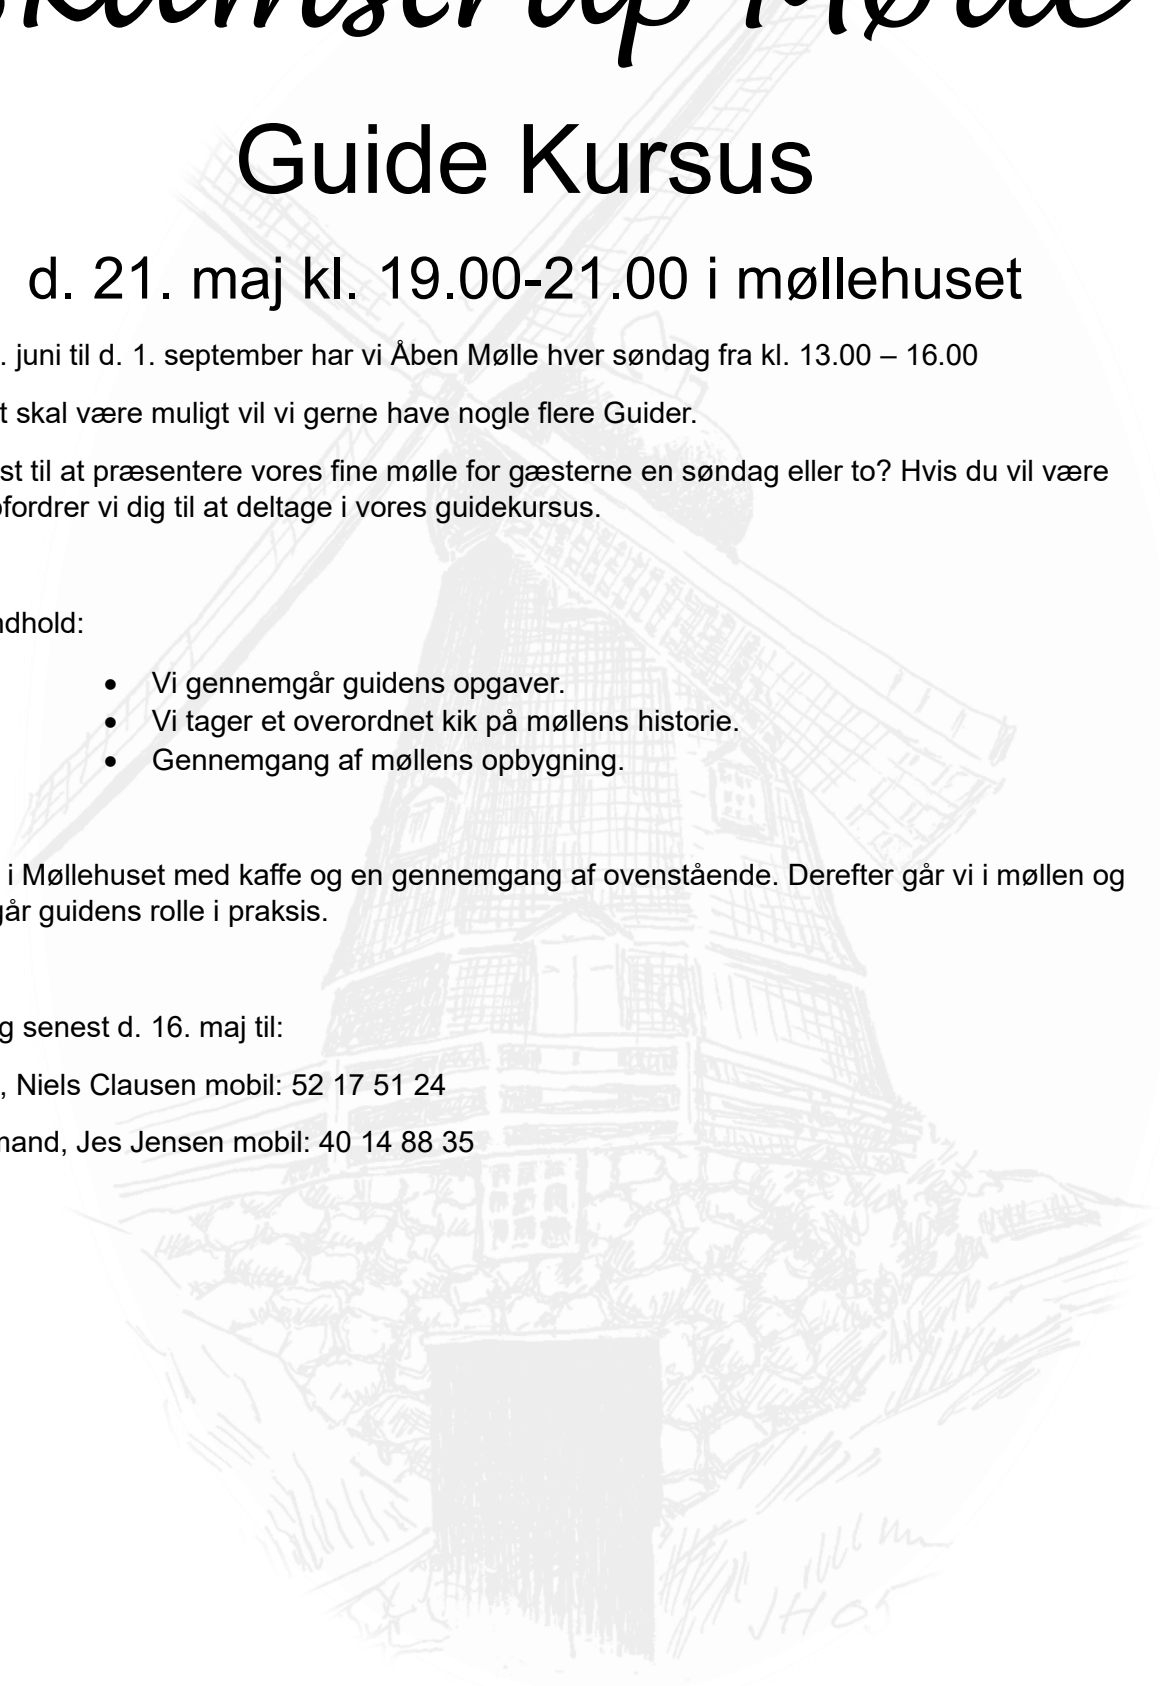 Mølle
Guide Kursus
d. 21. maj kl. 19.00-21.00 i møllehuset
. juni til d. 1. september har vi Åben Mølle hver søndag fra kl. 13.00 – 16.00
t skal være muligt vil vi gerne have nogle flere Guider.
st til at præsentere vores fine mølle for gæsterne en søndag eller to? Hvis du vil være
fordrer vi dig til at deltage i vores guidekursus.
ndhold:
• Vi gennemgår guidens opgaver.
• Vi tager et overordnet kik på møllens historie.
• Gennemgang af møllens opbygning.
i Møllehuset med kaffe og en gennemgang af ovenstående. Derefter går vi i møllen og
går guidens rolle i praksis.
g senest d. 16. maj til:
, Niels Clausen mobil: 52 17 51 24
mand, Jes Jensen mobil: 40 14 88 35
JH 05